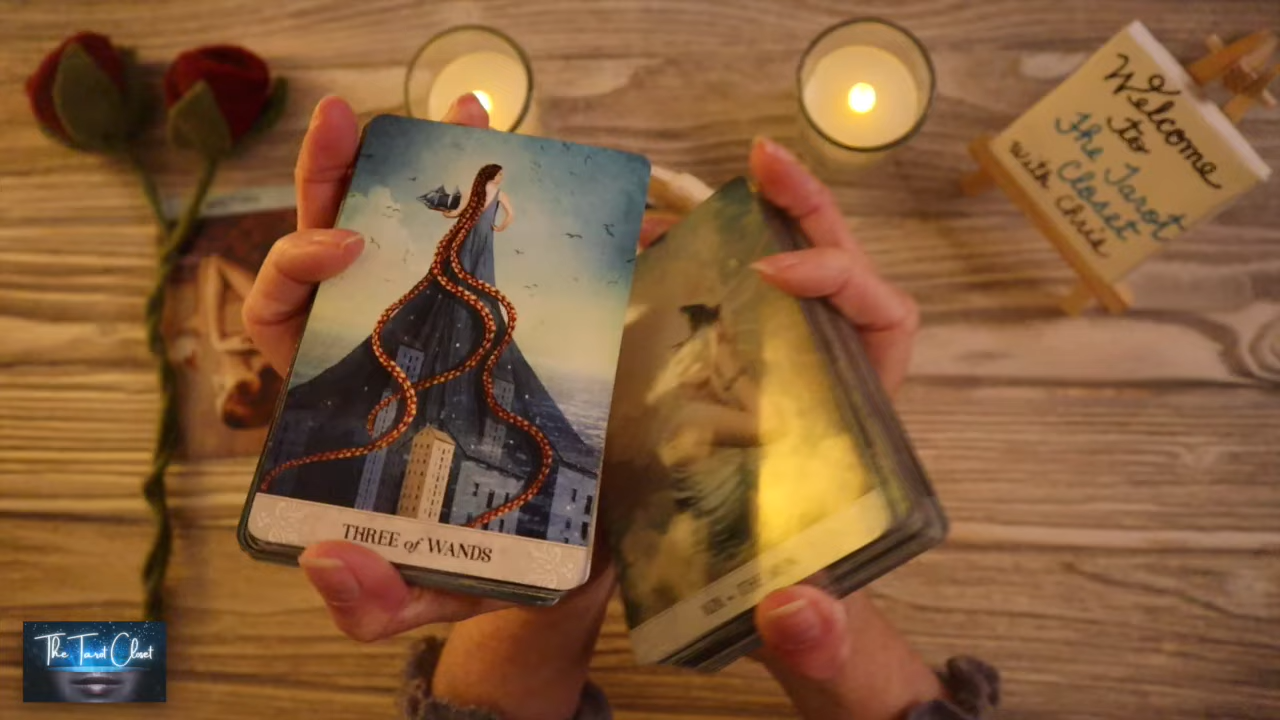 Welcome
to
The Tarot
Closet
with Chris
THREE of WANDS
The Tarot Closet